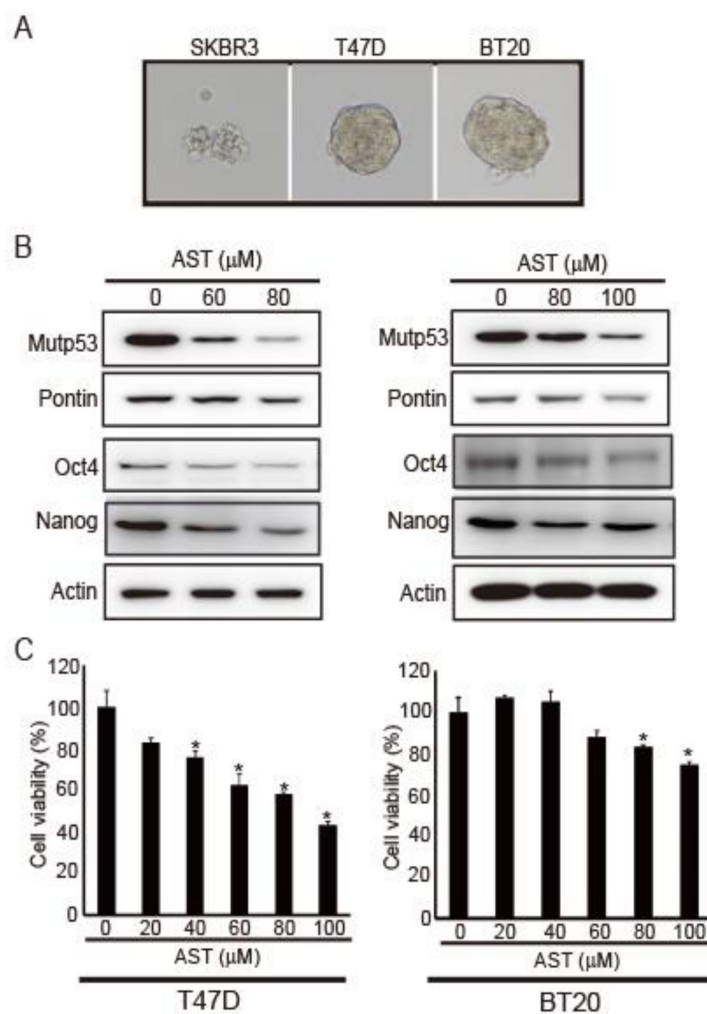 A
SKBR3 T47D BT20
B
AST (μM) AST (μM)
0 60 80 0 80 100
Mutp53 Mutp53
Pontin Pontin
Oct4 Oct4
Nanog Nanog
Actin Actin
C
120 120
100 100
80 80
60 60
40 40
20 20
0 0
Cell viability (%) Cell viability (%)
* * * * * *
0 20 40 60 80 100 0 20 40 60 80 100
AST (μM) AST (μM)
T47D BT20